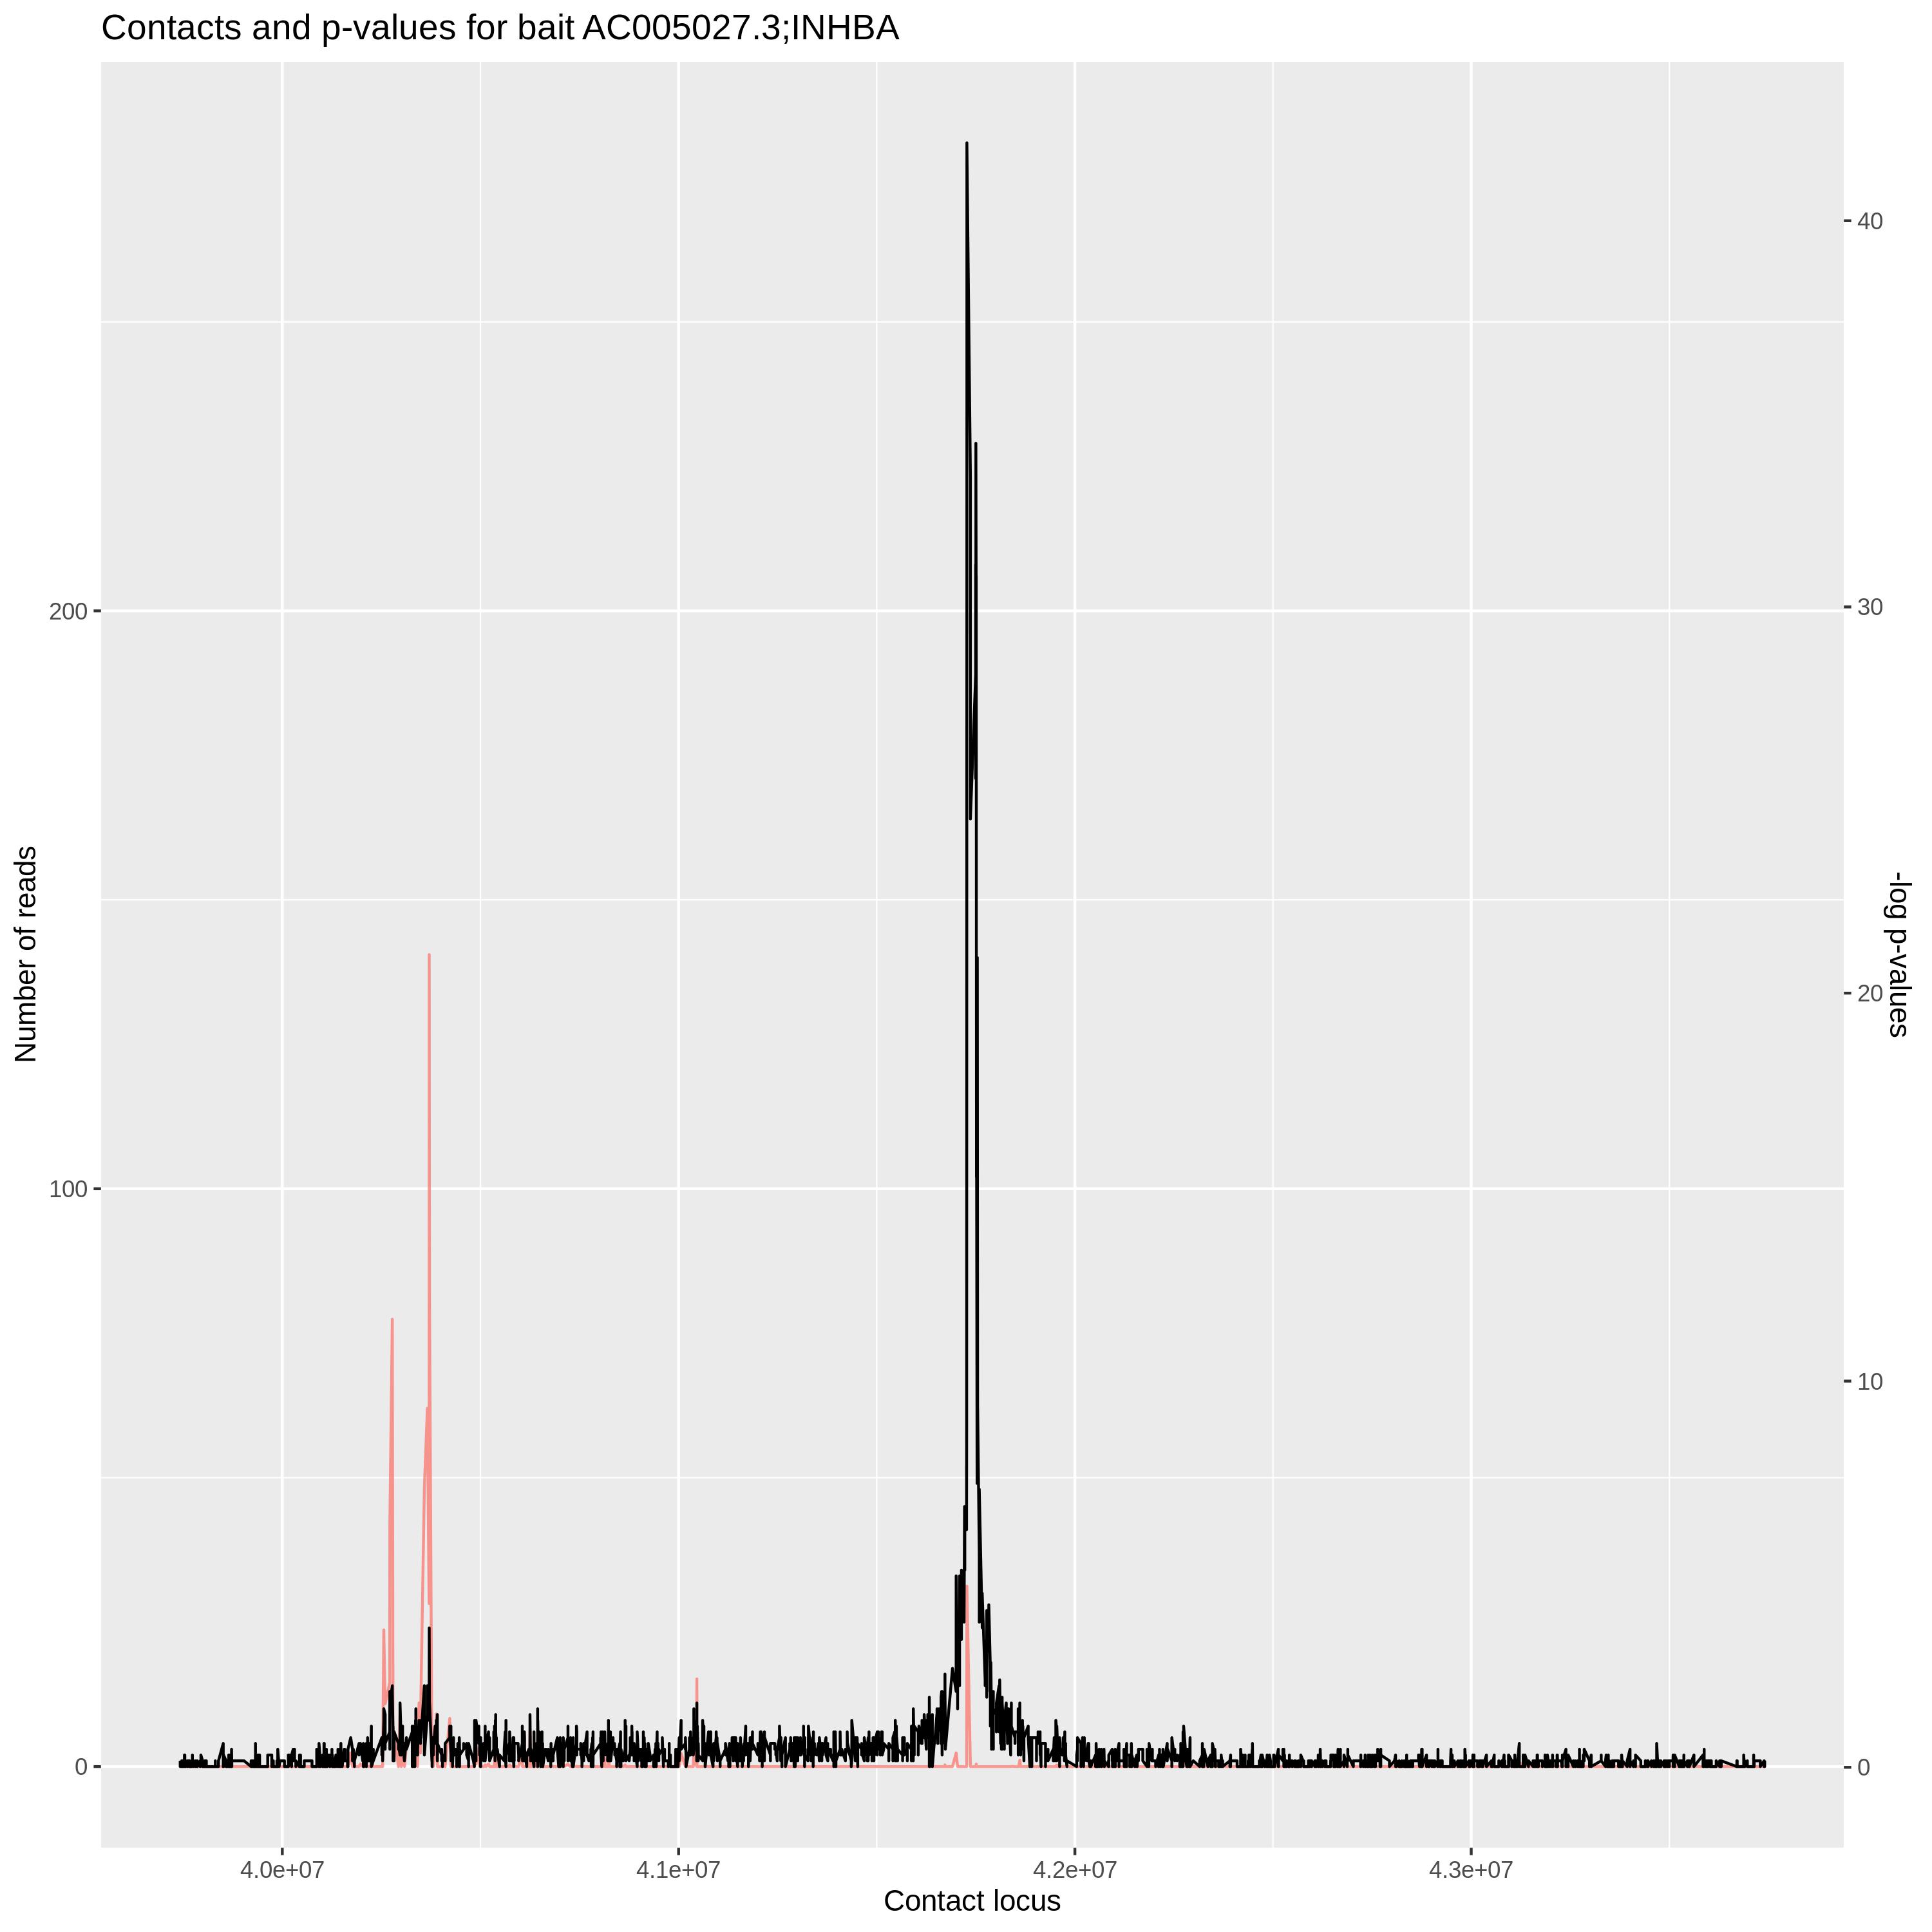 Contacts and p-values for bait AC005027.3;INHBA
40
30
20
10
0
200
100
0
Number of reads
-log p-values
4.0e+07
4.1e+07
4.2e+07
4.3e+07
Contact locus